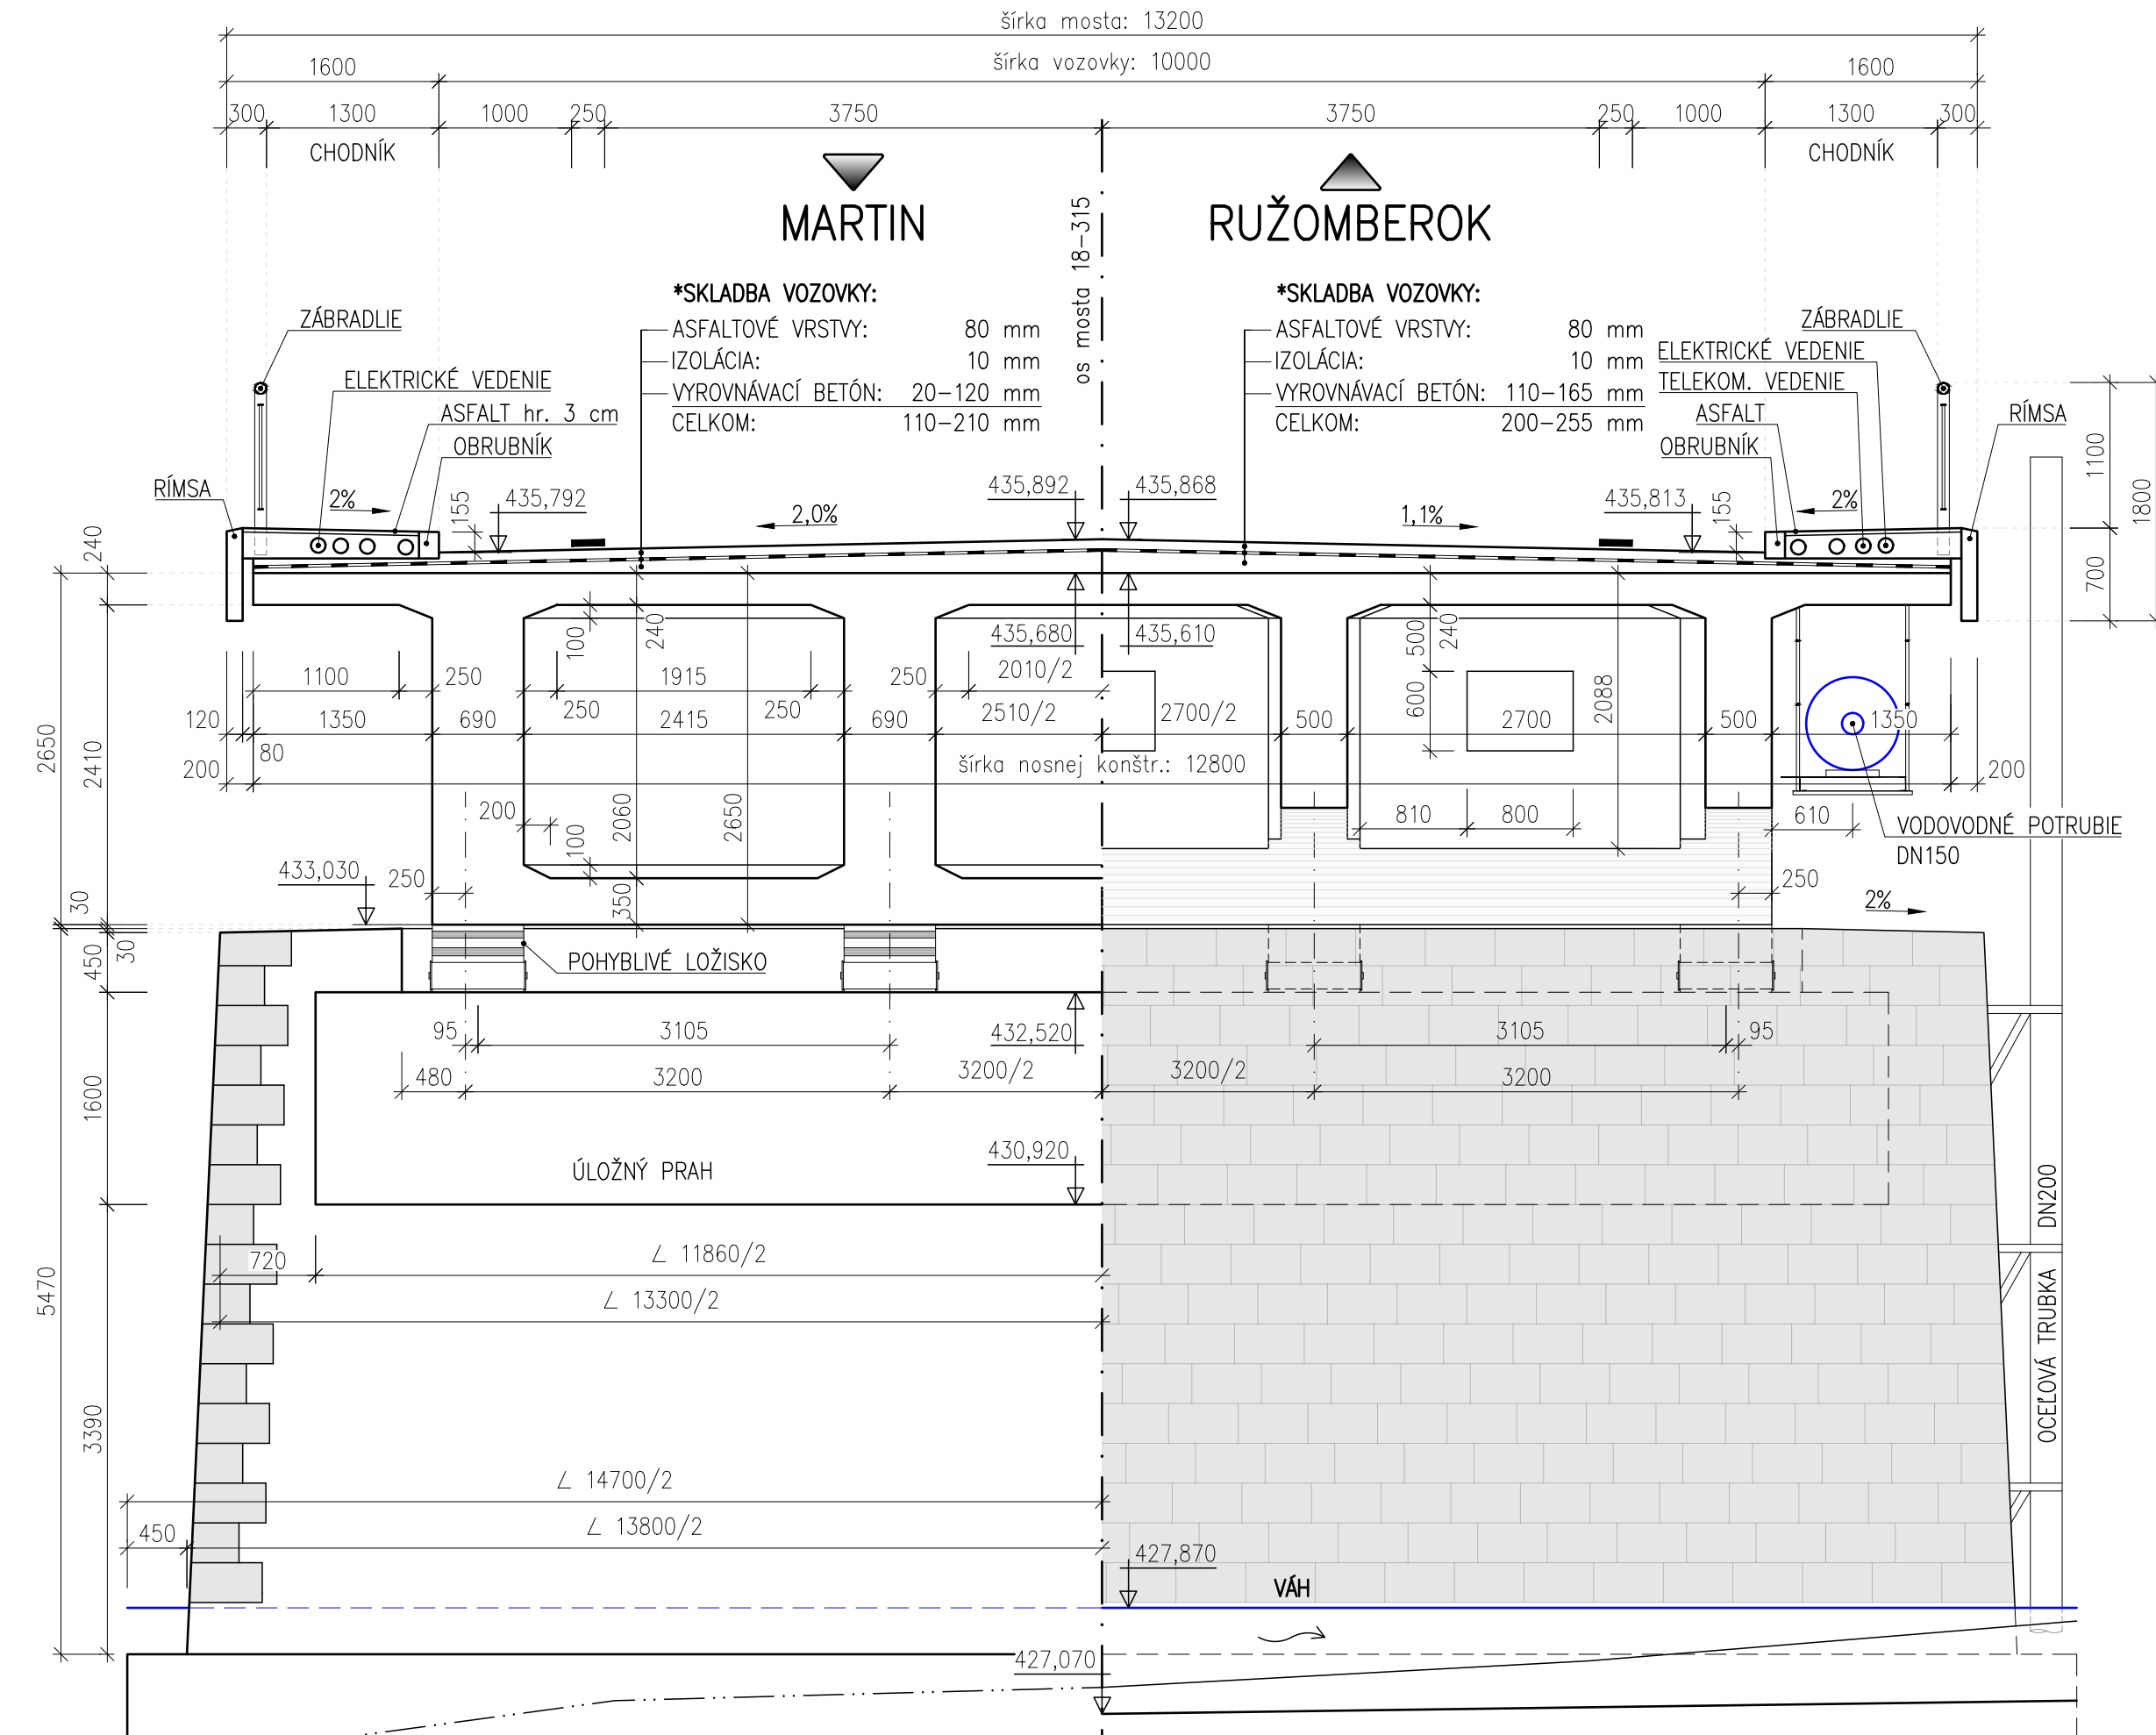 šírka mosta: 13200
šírka vozovky: 10000
1600
1600
300 1300 1000 250 3750 3750 250 1000 1300 300
CHODNÍK
CHODNÍK
MARTIN
RUŽOMBEROK
os mosta 18-315
*SKLADBA VOZOVKY:
ASFALTOVÉ VRSTVY: 80 mm
IZOLÁCIA: 10 mm
VYROVNÁVACÍ BETÓN: 20-120 mm
CELKOM: 110-210 mm
*SKLADBA VOZOVKY:
ASFALTOVÉ VRSTVY: 80 mm
IZOLÁCIA: 10 mm
VYROVNÁVACÍ BETÓN: 110-165 mm
CELKOM: 200-255 mm
ZÁBRADLIE
ELEKTRICKÉ VEDENIE
ASFALT hr. 3 cm
OBRUBNÍK
RÍMSA
2%
155
435,792
2,0%
435,892
435,868
1,1%
435,813
155
2%
ZÁBRADLIE
ELEKTRICKÉ VEDENIE
TELEKOM. VEDENIE
ASFALT
OBRUBNÍK
RÍMSA
1100
1800
700
240
2650
2410
30
450
30
1600
5470
3390
100
240
435,680
435,610
500
240
600
2088
1100 250 1915 250 2010/2
250 250
120 1350 690 2415 690 2510/2 2700/2 500 2700 500 1350
80
200
šírka nosnej konštr.: 12800
200
200
100
2060
2650
350
810 800
610
VODOVODNÉ POTRUBIE
DN150
433,030
250
250
2%
POHYBLIVÉ LOŽISKO
95 3105
432,520
3105 95
480 3200 3200/2 3200/2 3200
430,920
ÚLOŽNÝ PRAH
720
∠ 11860/2
∠ 13300/2
∠ 14700/2
450
∠ 13800/2
427,870
VÁH
427,070
OCEĽOVÁ TRUBKA DN200